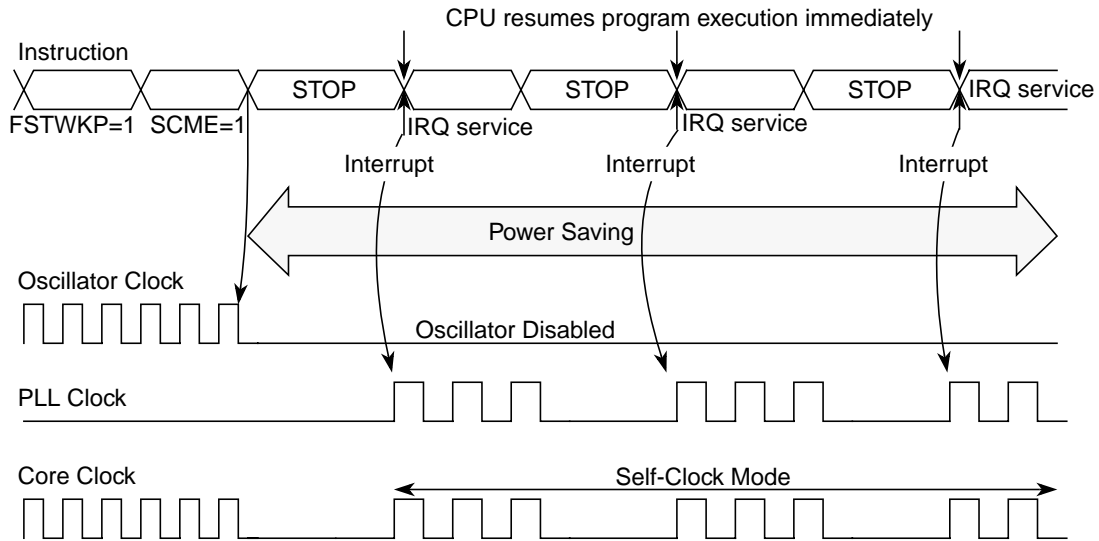 CPU resumes program execution immediately
Instruction
STOP STOP STOP IRQ service
FSTWKP=1 SCME=1 IRQ service IRQ service
Interrupt Interrupt Interrupt
Power Saving
Oscillator Clock
Oscillator Disabled
PLL Clock
Core Clock
Self-Clock Mode